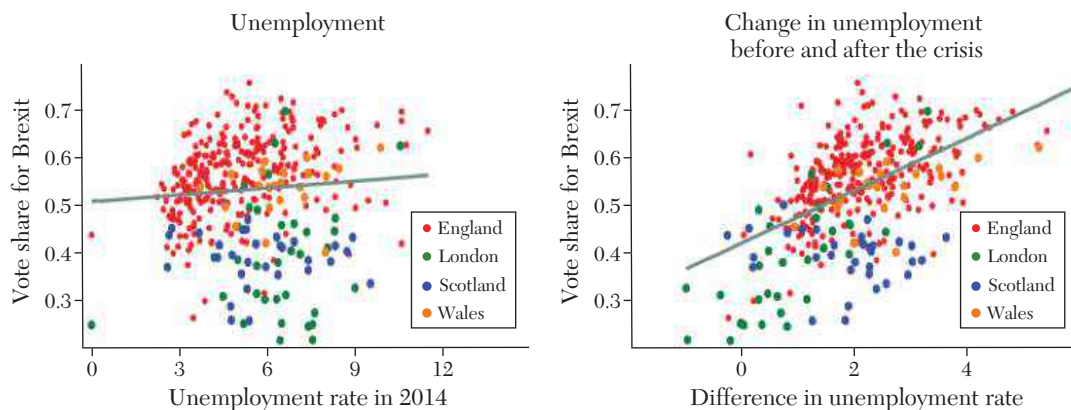 Unemployment
Vote share for Brexit
0.7
0.6
0.5
0.4
0.3
England
London
Scotland
Wales
0 3 6 9 12
Unemployment rate in 2014
Change in unemployment
before and after the crisis
Vote share for Brexit
0.7
0.6
0.5
0.4
0.3
England
London
Scotland
Wales
0 2 4
Difference in unemployment rate